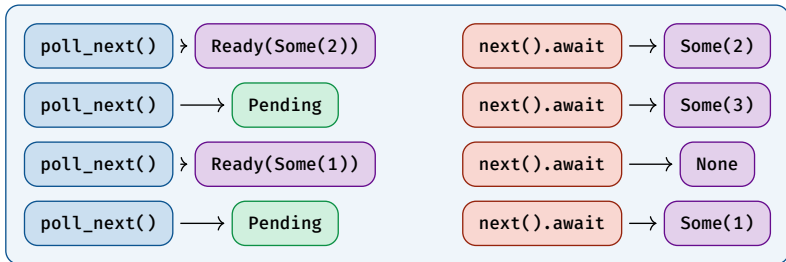 poll_next() Ready(Some(2)) next().await Some(2)
poll_next() Pending next().await Some(3)
poll_next() Ready(Some(1)) next().await None
poll_next() Pending next().await Some(1)